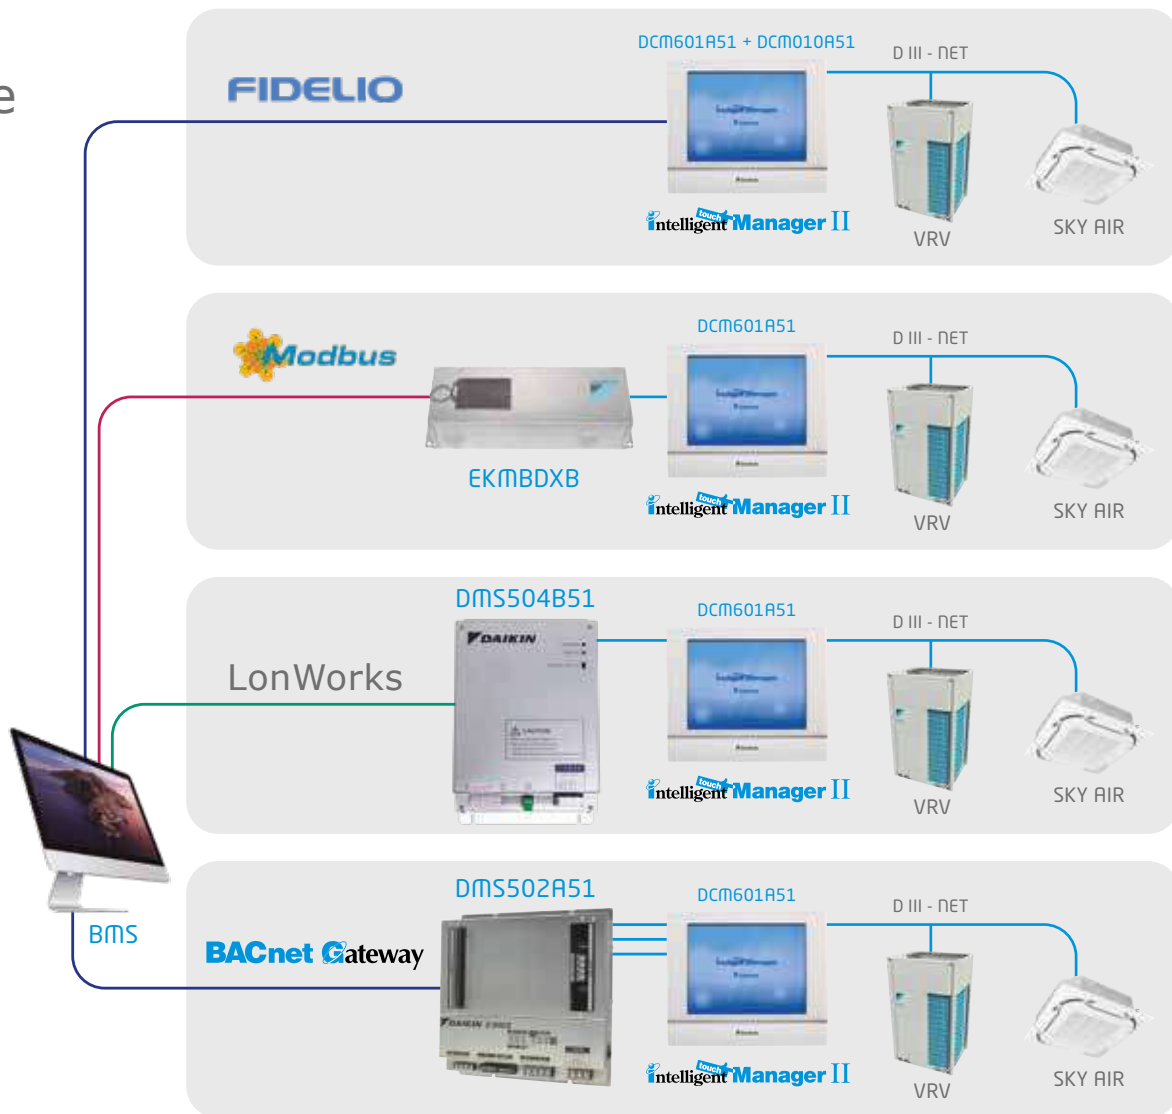 e
DCM601A51 + DCM010A51
D III - NET
FIDELIO
intelligent touch Manager II
VRV
SKY AIR
Modbus
DCM601A51
D III - NET
EKMBDXB
intelligent touch Manager II
VRV
SKY AIR
DMS504B51
DCM601A51
D III - NET
DAIKIN
LonWorks
CAUTION
intelligent touch Manager II
VRV
SKY AIR
BMS
DMS502A51
DCM601A51
D III - NET
BACnet Gateway
DAIKIN
intelligent touch Manager II
VRV
SKY AIR